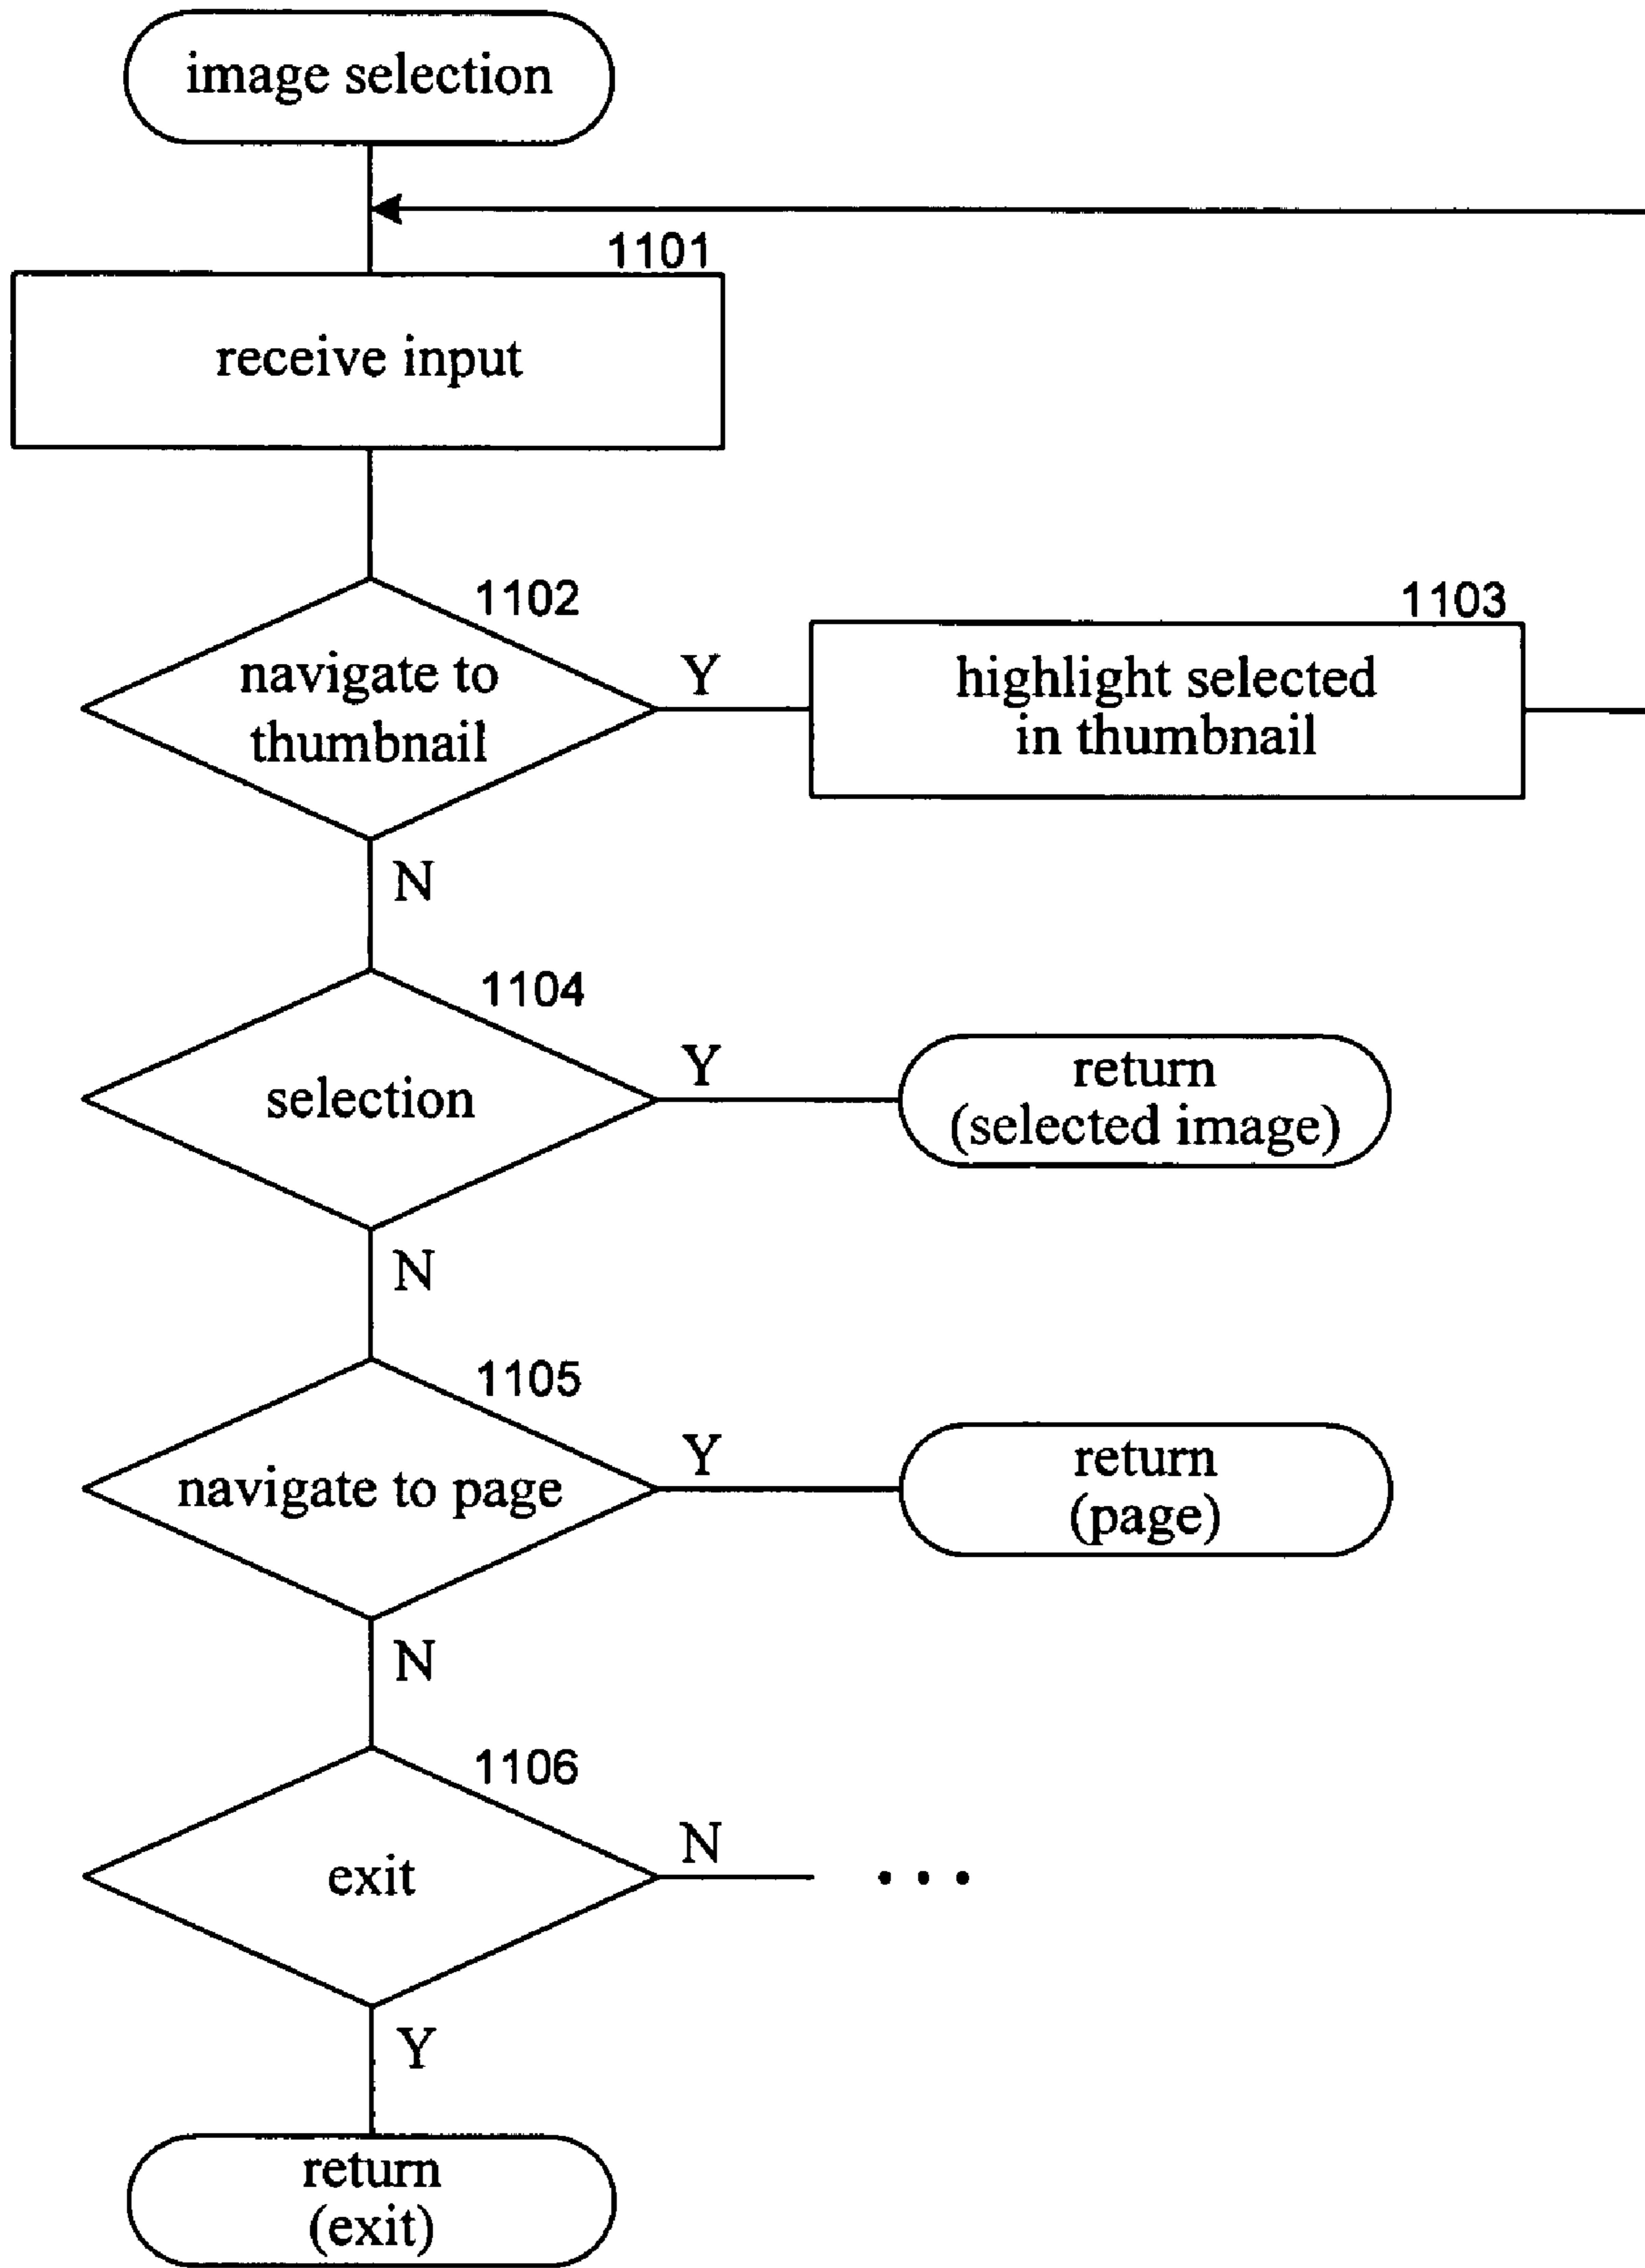 image selection
1101
receive input
1102
navigate to
thumbnail
Y
1103
highlight selected
in thumbnail
N
1104
selection
Y
return
(selected image)
N
1105
navigate to page
Y
return
(page)
N
1106
exit
N
• • •
Y
return
(exit)